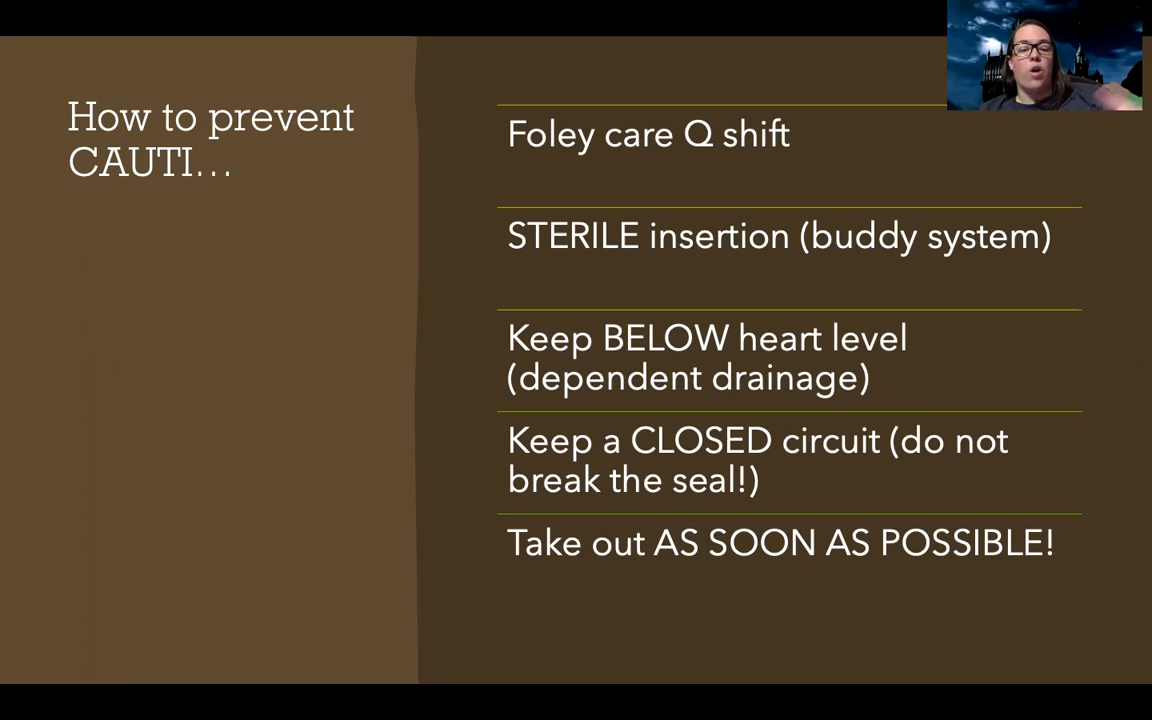 How to prevent
CAUTI...
Foley care Q shift
STERILE insertion (buddy system)
Keep BELOW heart level
(dependent drainage)
Keep a CLOSED circuit (do not
break the seal!)
Take out AS SOON AS POSSIBLE!